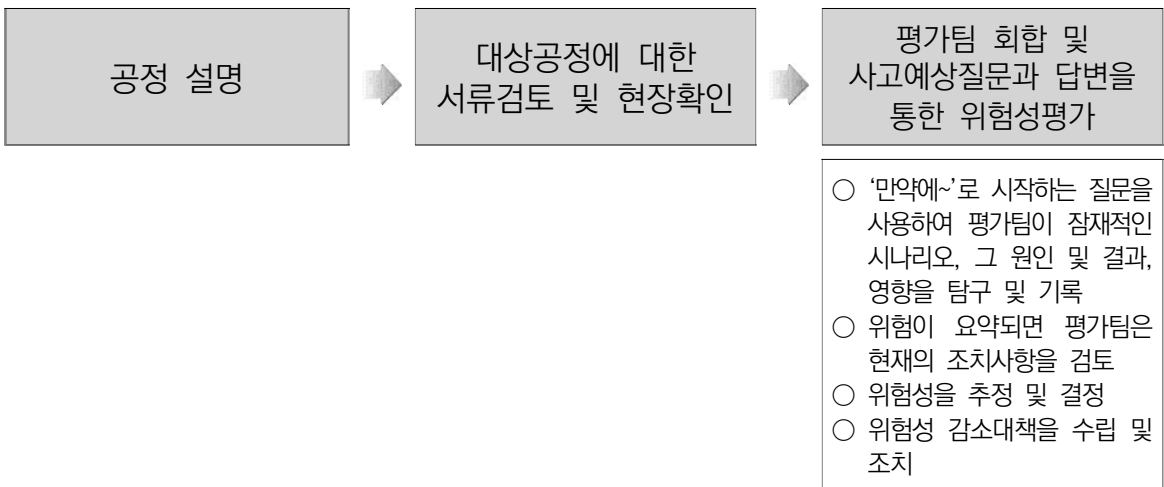 공정 설명
대상공정에 대한
서류검토 및 현장확인
평가팀 회합 및
사고예상질문과 답변을
통한 위험성평가
○ ‘만약에~’로 시작하는 질문을
사용하여 평가팀이 잠재적인
시나리오, 그 원인 및 결과,
영향을 탐구 및 기록
○ 위험이 요약되면 평가팀은
현재의 조치사항을 검토
○ 위험성을 추정 및 결정
○ 위험성 감소대책을 수립 및
조치